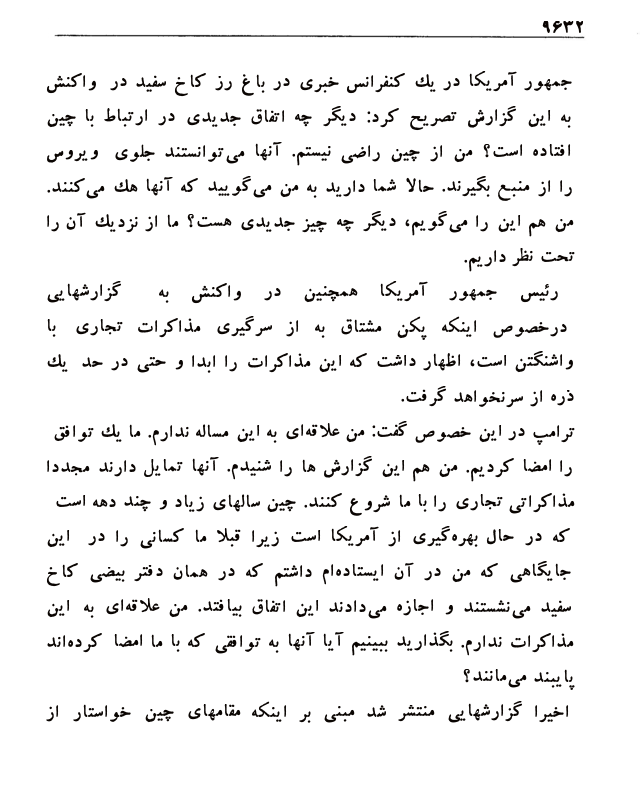 ۹۶۳۲
جمهور آمریکا در یك کنفرانس خبری در باغ رز کاخ سفید در واکنش
به این گزارش تصریح کرد: دیگر چه اتفاق جدیدی در ارتباط با چین
افتاده است؟ من از چین راضی نیستم. آنها می‌توانستند جلوی ویروس
را از منبع بگیرند. حالا شما دارید به من می‌گویید که آنها هك می‌کنند.
من هم این را می‌گویم، دیگر چه چیز جدیدی هست؟ ما از نزدیك آن را
تحت نظر داریم.
رئیس جمهور آمریکا همچنین در واکنش به گزارشهایی
درخصوص اینکه پکن مشتاق به از سرگیری مذاکرات تجاری با
واشنگتن است، اظهار داشت که این مذاکرات را ابدا و حتی در حد یك
ذره از سرنخواهد گرفت.
ترامپ در این خصوص گفت: من علاقه‌ای به این مساله ندارم. ما یك توافق
را امضا کردیم. من هم این گزارش ها را شنیدم. آنها تمایل دارند مجددا
مذاکراتی تجاری را با ما شروع کنند. چین سالهای زیاد و چند دهه است
که در حال بهره‌گیری از آمریکا است زیرا قبلا ما کسانی را در این
جایگاهی که من در آن ایستاده‌ام داشتم که در همان دفتر بیضی کاخ
سفید می‌نشستند و اجازه می‌دادند این اتفاق بیافتد. من علاقه‌ای به این
مذاکرات ندارم. بگذارید ببینیم آیا آنها به توافقی که با ما امضا کرده‌اند
پایبند می‌مانند؟
اخیرا گزارشهایی منتشر شد مبنی بر اینکه مقامهای چین خواستار از